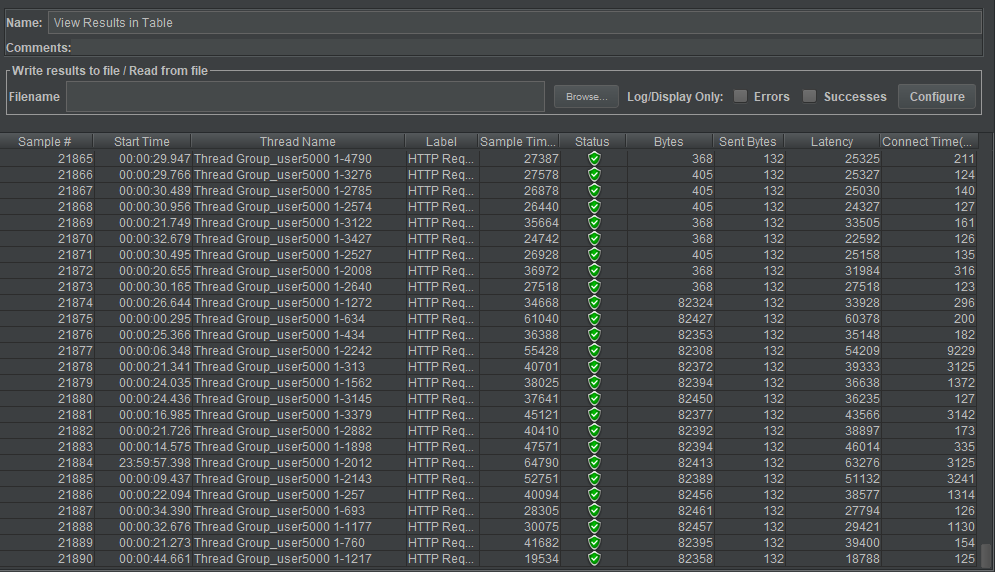 Name: View Results in Table
Comments:
Write results to file / Read from file
Filename Browse... Log/Display Only: Errors Successes Configure
Sample # Start Time Thread Name Label Sample Tim... Status Bytes Sent Bytes Latency Connect Time(...
21865 00:00:29.947 Thread Group_user5000 1-4790 HTTP Req... 27387 368 132 25325 211
21866 00:00:29.766 Thread Group_user5000 1-3276 HTTP Req... 27578 405 132 25327 124
21867 00:00:30.489 Thread Group_user5000 1-2785 HTTP Req... 26878 405 132 25030 140
21868 00:00:30.956 Thread Group_user5000 1-2574 HTTP Req... 26440 405 132 24327 127
21869 00:00:21.749 Thread Group_user5000 1-3122 HTTP Req... 35664 368 132 33505 161
21870 00:00:32.679 Thread Group_user5000 1-3427 HTTP Req... 24742 368 132 22592 126
21871 00:00:30.495 Thread Group_user5000 1-2527 HTTP Req... 26928 405 132 25158 135
21872 00:00:20.655 Thread Group_user5000 1-2008 HTTP Req... 36972 368 132 31984 316
21873 00:00:30.165 Thread Group_user5000 1-2640 HTTP Req... 27518 368 132 27518 123
21874 00:00:26.644 Thread Group_user5000 1-1272 HTTP Req... 34668 82324 132 33928 296
21875 00:00:00.295 Thread Group_user5000 1-634 HTTP Req... 61040 82427 132 60378 200
21876 00:00:25.366 Thread Group_user5000 1-434 HTTP Req... 36388 82353 132 35148 182
21877 00:00:06.348 Thread Group_user5000 1-2242 HTTP Req... 55428 82308 132 54209 9229
21878 00:00:21.341 Thread Group_user5000 1-313 HTTP Req... 40701 82372 132 39333 3125
21879 00:00:24.035 Thread Group_user5000 1-1562 HTTP Req... 38025 82394 132 36638 1372
21880 00:00:24.436 Thread Group_user5000 1-3145 HTTP Req... 37641 82450 132 36235 127
21881 00:00:16.985 Thread Group_user5000 1-3379 HTTP Req... 45121 82377 132 43566 3142
21882 00:00:21.726 Thread Group_user5000 1-2882 HTTP Req... 40410 82392 132 38897 173
21883 00:00:14.575 Thread Group_user5000 1-1898 HTTP Req... 47571 82394 132 46014 335
21884 23:59:57.398 Thread Group_user5000 1-2012 HTTP Req... 64790 82413 132 63276 3125
21885 00:00:09.437 Thread Group_user5000 1-2143 HTTP Req... 52751 82389 132 51132 3241
21886 00:00:22.094 Thread Group_user5000 1-257 HTTP Req... 40094 82456 132 38577 1314
21887 00:00:34.390 Thread Group_user5000 1-693 HTTP Req... 28305 82461 132 27794 126
21888 00:00:32.676 Thread Group_user5000 1-1177 HTTP Req... 30075 82457 132 29421 1130
21889 00:00:21.273 Thread Group_user5000 1-760 HTTP Req... 41682 82395 132 39400 154
21890 00:00:44.661 Thread Group_user5000 1-1217 HTTP Req... 19534 82358 132 18788 125